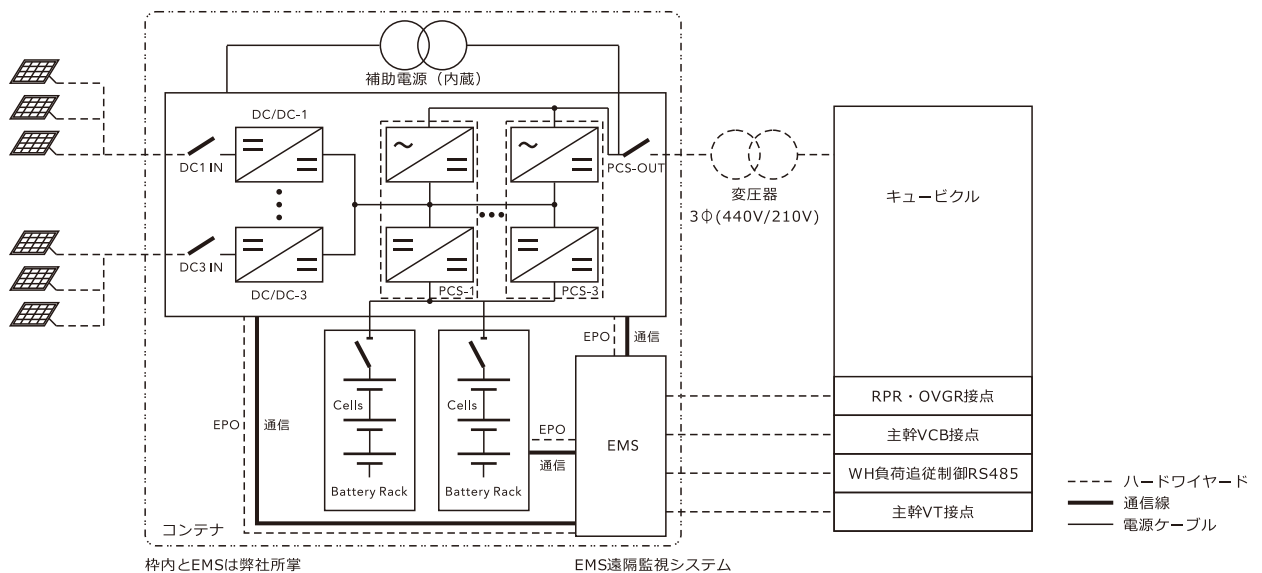 補助電源（内蔵）
DC/DC-1
DC1 IN
PCS-OUT
変圧器
3Φ(440V/210V)
キュービクル
DC3 IN
DC/DC-3
PCS-1
PCS-3
EPO
通信
EPO
通信
Cells
Cells
EPO
通信
Battery Rack
Battery Rack
EMS
RPR・OVGR接点
主幹VCB接点
WH負荷追従制御RS485
主幹VT接点
ハードワイヤード
通信線
電源ケーブル
コンテナ
枠内とEMSは弊社所掌
EMS遠隔監視システム